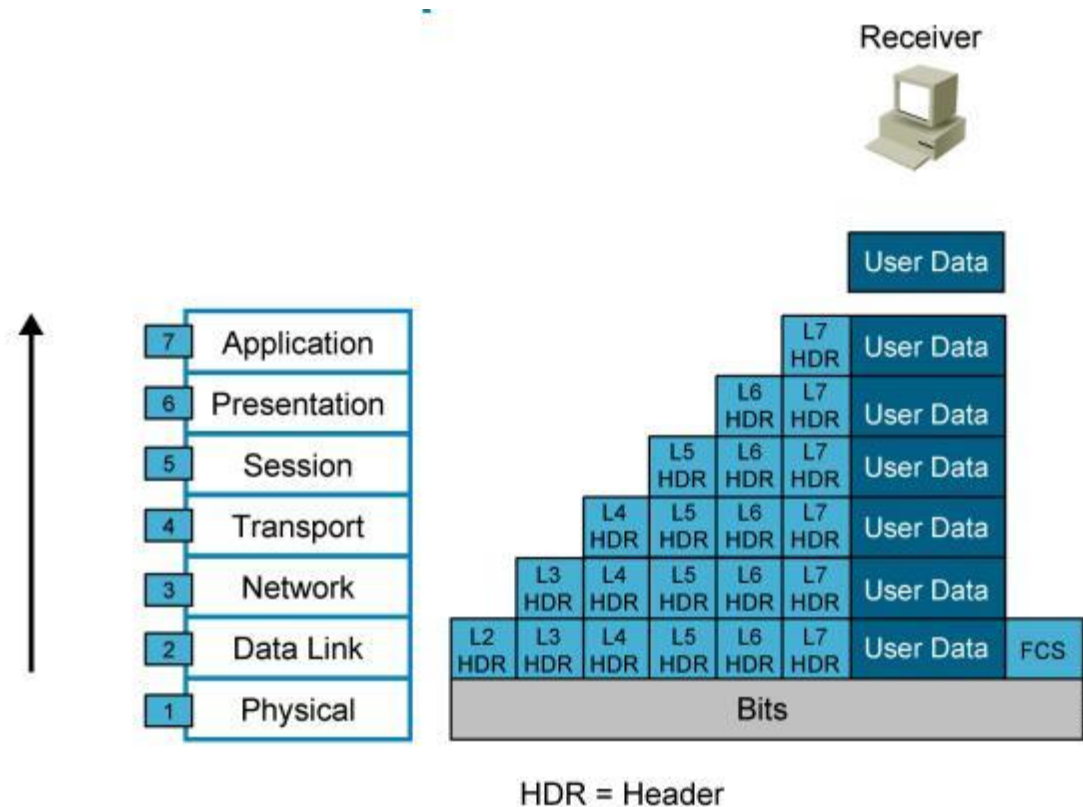 Receiver
User Data
7 Application L7 HDR User Data
6 Presentation L6 HDR L7 HDR User Data
5 Session L5 HDR L6 HDR L7 HDR User Data
4 Transport L4 HDR L5 HDR L6 HDR L7 HDR User Data
3 Network L3 HDR L4 HDR L5 HDR L6 HDR L7 HDR User Data
2 Data Link L2 HDR L3 HDR L4 HDR L5 HDR L6 HDR L7 HDR User Data FCS
1 Physical Bits
HDR = Header